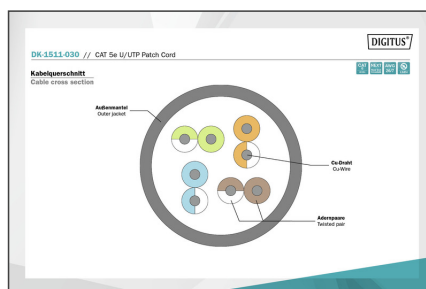 DIGITUS®
DK-1511-030 // CAT 5e U/UTP Patch Cord
Kabelquerschnitt
Cable cross section
Außenmantel
Outer jacket
Cu-Draht
Cu-Wire
Adernpaare
Twisted pair